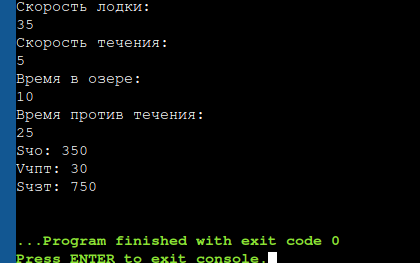 Скорость лодки:
35
Скорость течения:
5
Время в озере:
10
Время против течения:
25
Sчо: 350
Vчпт: 30
Sчзт: 750
...Program finished with exit code 0
Press ENTER to exit console.